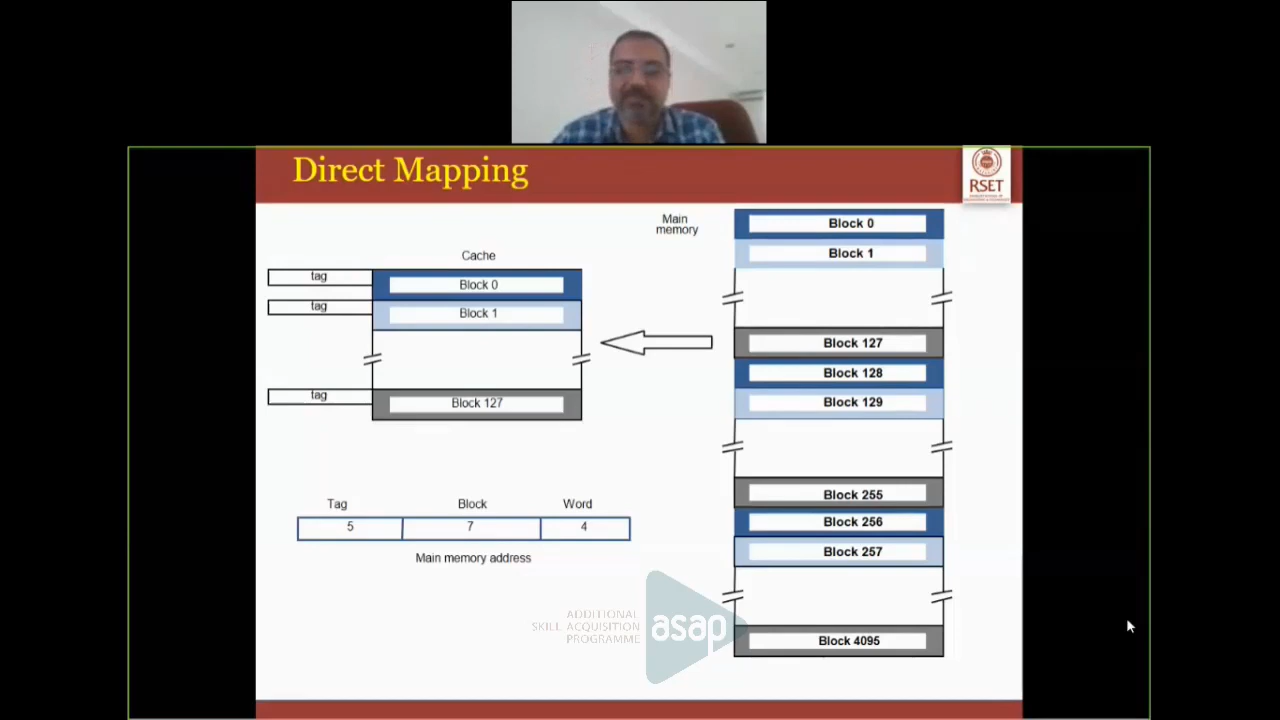 Direct Mapping
RSET
Main
memory
Block 0
Block 1
Cache
tag
Block 0
tag
Block 1
Block 127
Block 128
Block 129
tag
Block 127
Block 255
Tag
Block
Word
5
7
4
Main memory address
Block 256
Block 257
ADDITIONAL
SKILL ACQUISITION
PROGRAMME
asap
Block 4095